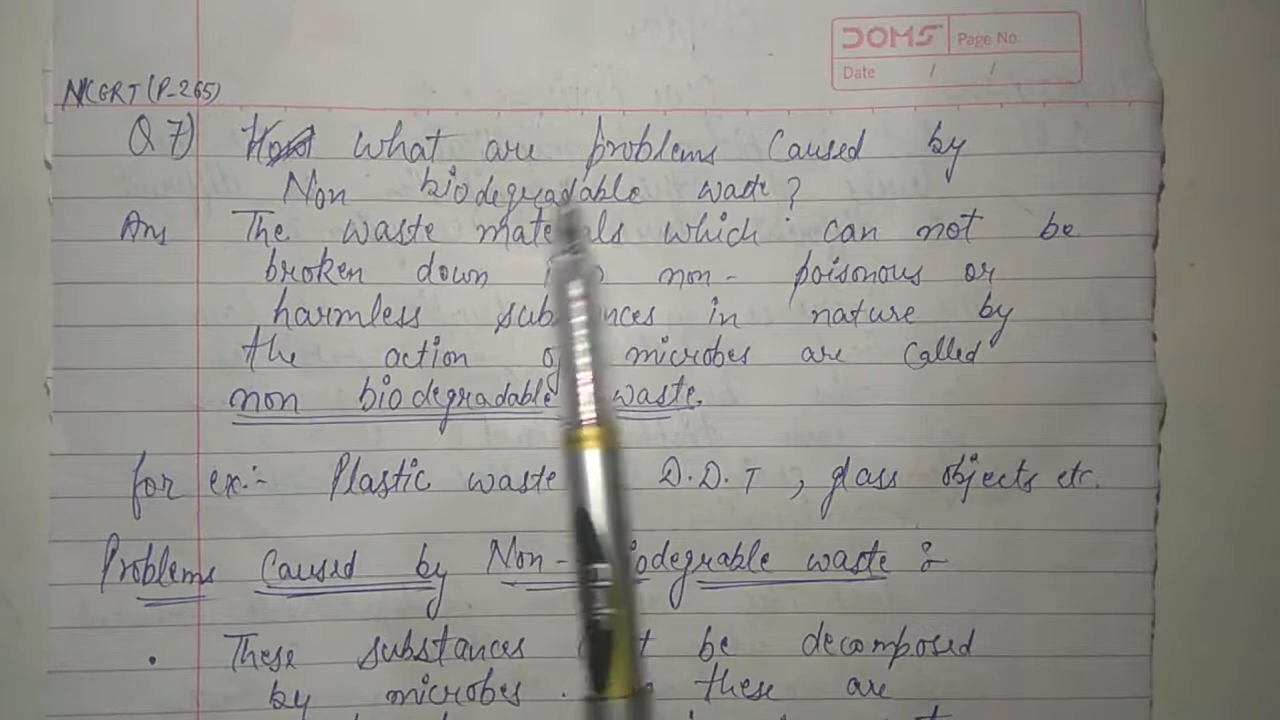 DOMS Page No.
Date / /
NCERT (P-265)
Q 7) What are problems caused by
Non biodegradable waste?
Ans The waste materials which can not be
broken down non- poisonous or
harmless substances in nature by
the action of microbes are called
non biodegradable waste.
for ex:- Plastic waste D.D.T, glass objects etc.
Problems Caused by Non-biodegrable waste :-
• These substances be decomposed
by microbes. these are